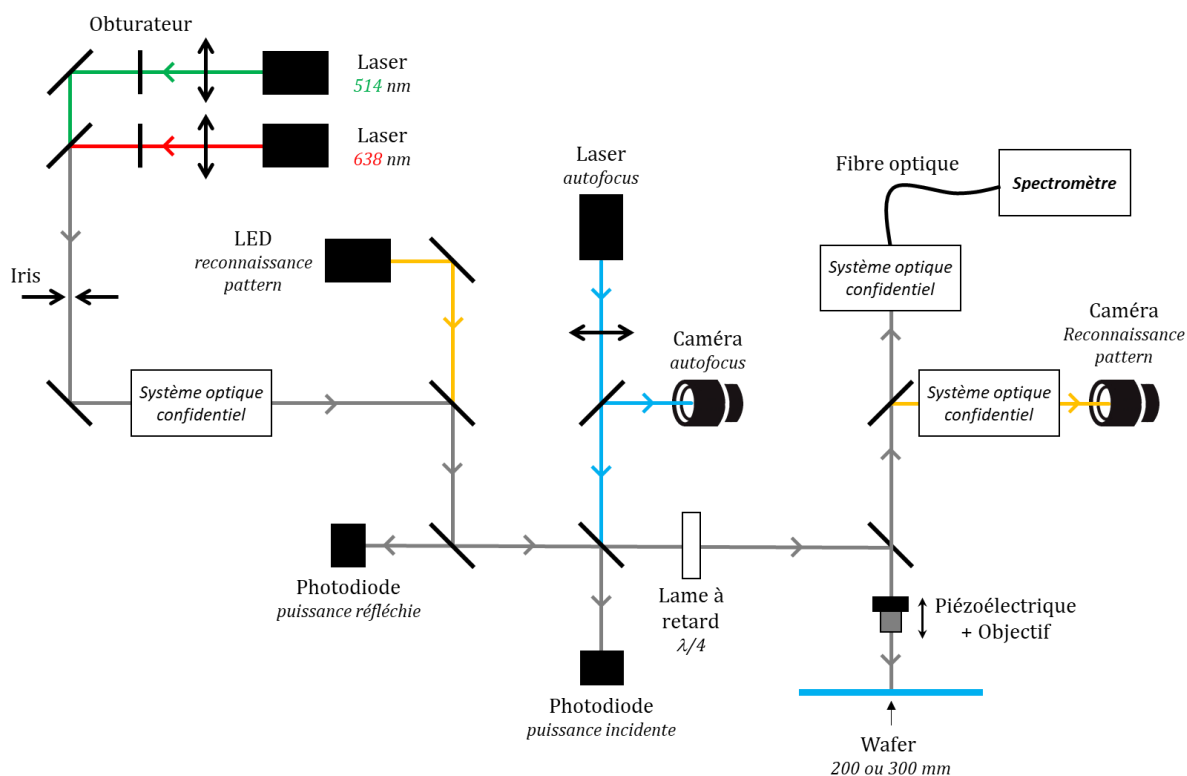 Obturateur
Laser
514 nm
Laser
638 nm
Laser
autofocus
Fibre optique
Spectromètre
LED
reconnaissance
pattern
Iris
Système optique
confidentiel
Caméra
autofocus
Système optique
confidentiel
Caméra
Reconnaissance
pattern
Système optique
confidentiel
Photodiode
puissance réfléchie
Lame à
retard
λ/4
Piézoélectrique
+ Objectif
Photodiode
puissance incidente
Wafer
200 ou 300 mm